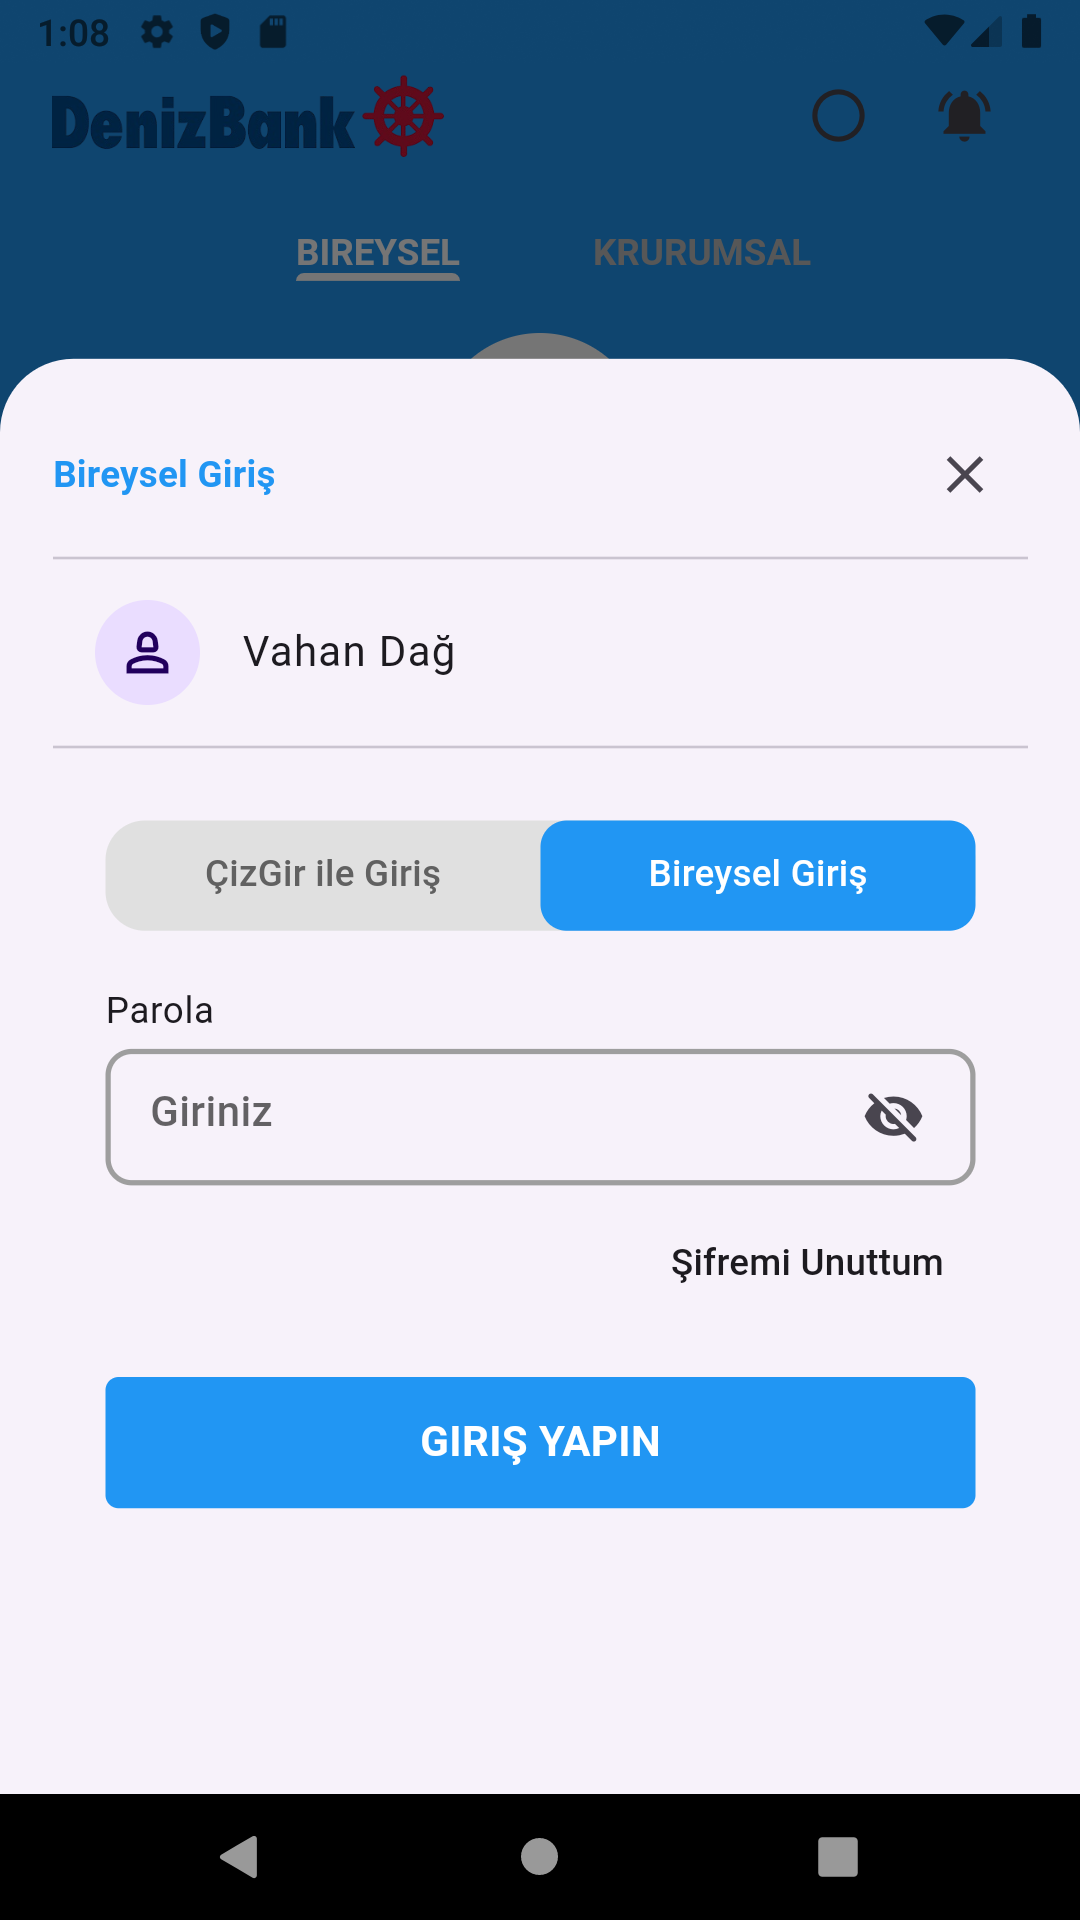 1:08
DenizBank
BIREYSEL
KRURUMSAL
Bireysel Giriş
Vahan Dağ
ÇizGir ile Giriş
Bireysel Giriş
Parola
Giriniz
Şifremi Unuttum
GIRIŞ YAPIN